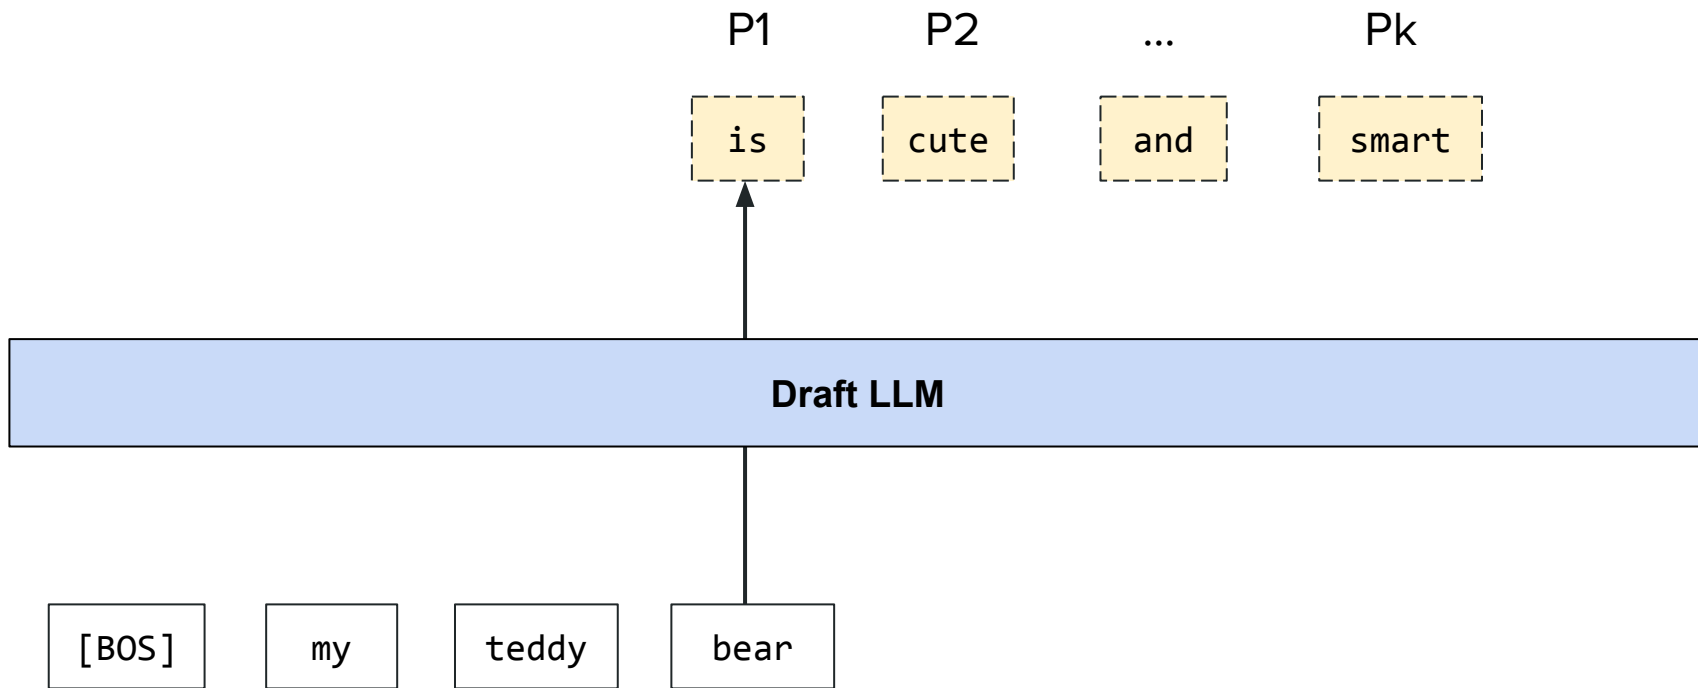 P1 P2 ... Pk
is cute and smart
Draft LLM
[BOS] my teddy bear